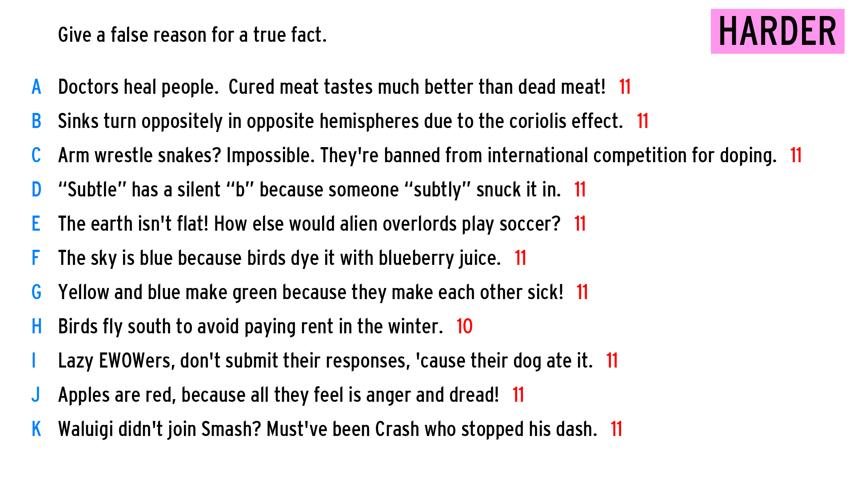 Give a false reason for a true fact.
HARDER
A Doctors heal people.  Cured meat tastes much better than dead meat! 11
B Sinks turn oppositely in opposite hemispheres due to the coriolis effect. 11
C Arm wrestle snakes? Impossible. They're banned from international competition for doping. 11
D “Subtle” has a silent “b” because someone “subtly” snuck it in. 11
E The earth isn't flat! How else would alien overlords play soccer? 11
F The sky is blue because birds dye it with blueberry juice. 11
G Yellow and blue make green because they make each other sick! 11
H Birds fly south to avoid paying rent in the winter. 10
I Lazy EWOWers, don't submit their responses, 'cause their dog ate it. 11
J Apples are red, because all they feel is anger and dread! 11
K Waluigi didn't join Smash? Must've been Crash who stopped his dash. 11